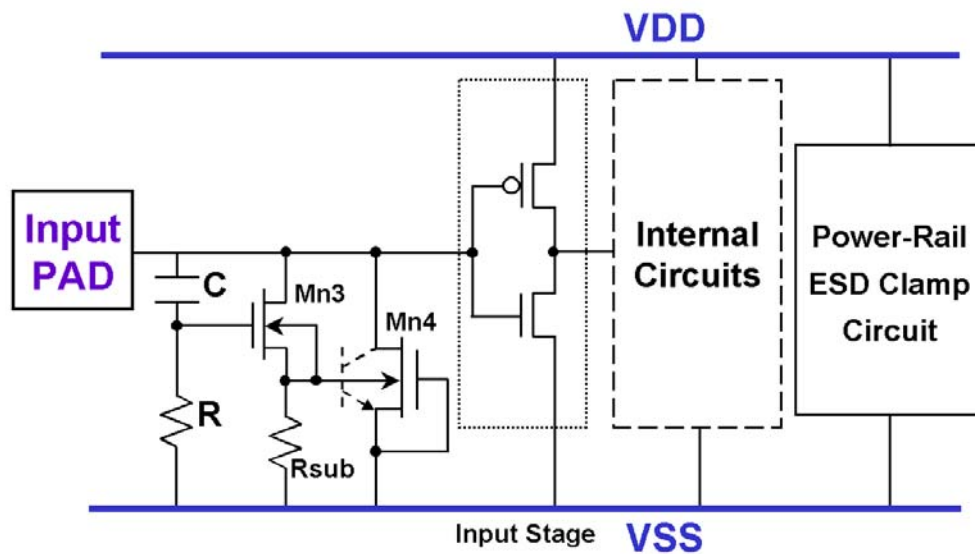 VDD
Input
PAD
C
Mn3
Mn4
R
Rsub
Internal
Circuits
Power-Rail
ESD Clamp
Circuit
Input Stage
VSS